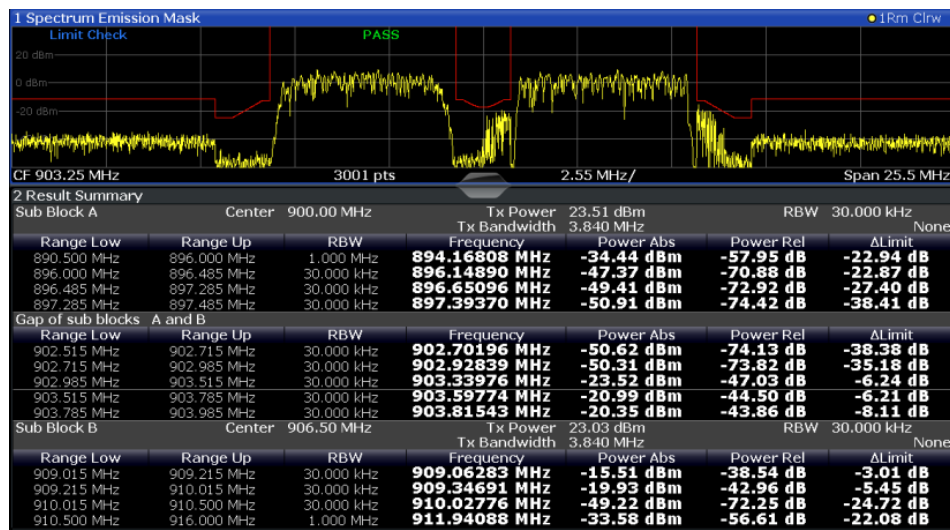 1 Spectrum Emission Mask 1Rm Clrw
Limit Check PASS
20 dBm
0 dBm
-20 dBm
CF 903.25 MHz 3001 pts 2.55 MHz/ Span 25.5 MHz
2 Result Summary
Sub Block A Center 900.00 MHz Tx Power 23.51 dBm RBW 30.000 kHz
Tx Bandwidth 3.840 MHz None
Range Low Range Up RBW Frequency Power Abs Power Rel ΔLimit
890.500 MHz 896.000 MHz 1.000 MHz 894.16808 MHz -34.44 dBm -57.95 dB -22.94 dB
896.000 MHz 896.485 MHz 30.000 kHz 896.14890 MHz -47.37 dBm -70.88 dB -22.87 dB
896.485 MHz 897.285 MHz 30.000 kHz 896.65096 MHz -49.41 dBm -72.92 dB -27.40 dB
897.285 MHz 897.485 MHz 30.000 kHz 897.39370 MHz -50.91 dBm -74.42 dB -38.41 dB
Gap of sub blocks A and B
Range Low Range Up RBW Frequency Power Abs Power Rel ΔLimit
902.515 MHz 902.715 MHz 30.000 kHz 902.70196 MHz -50.62 dBm -74.13 dB -38.38 dB
902.715 MHz 902.985 MHz 30.000 kHz 902.92839 MHz -50.31 dBm -73.82 dB -35.18 dB
902.985 MHz 903.515 MHz 30.000 kHz 903.33976 MHz -23.52 dBm -47.03 dB -6.24 dB
903.515 MHz 903.785 MHz 30.000 kHz 903.59774 MHz -20.99 dBm -44.50 dB -6.21 dB
903.785 MHz 903.985 MHz 30.000 kHz 903.81543 MHz -20.35 dBm -43.86 dB -8.11 dB
Sub Block B Center 906.50 MHz Tx Power 23.03 dBm RBW 30.000 kHz
Tx Bandwidth 3.840 MHz None
Range Low Range Up RBW Frequency Power Abs Power Rel ΔLimit
909.015 MHz 909.215 MHz 30.000 kHz 909.06283 MHz -15.51 dBm -38.54 dB -3.01 dB
909.215 MHz 910.015 MHz 30.000 kHz 909.34691 MHz -19.93 dBm -42.96 dB -5.45 dB
910.015 MHz 910.500 MHz 30.000 kHz 910.02776 MHz -49.22 dBm -72.25 dB -24.72 dB
910.500 MHz 916.000 MHz 1.000 MHz 911.94088 MHz -33.58 dBm -56.61 dB -22.08 dB